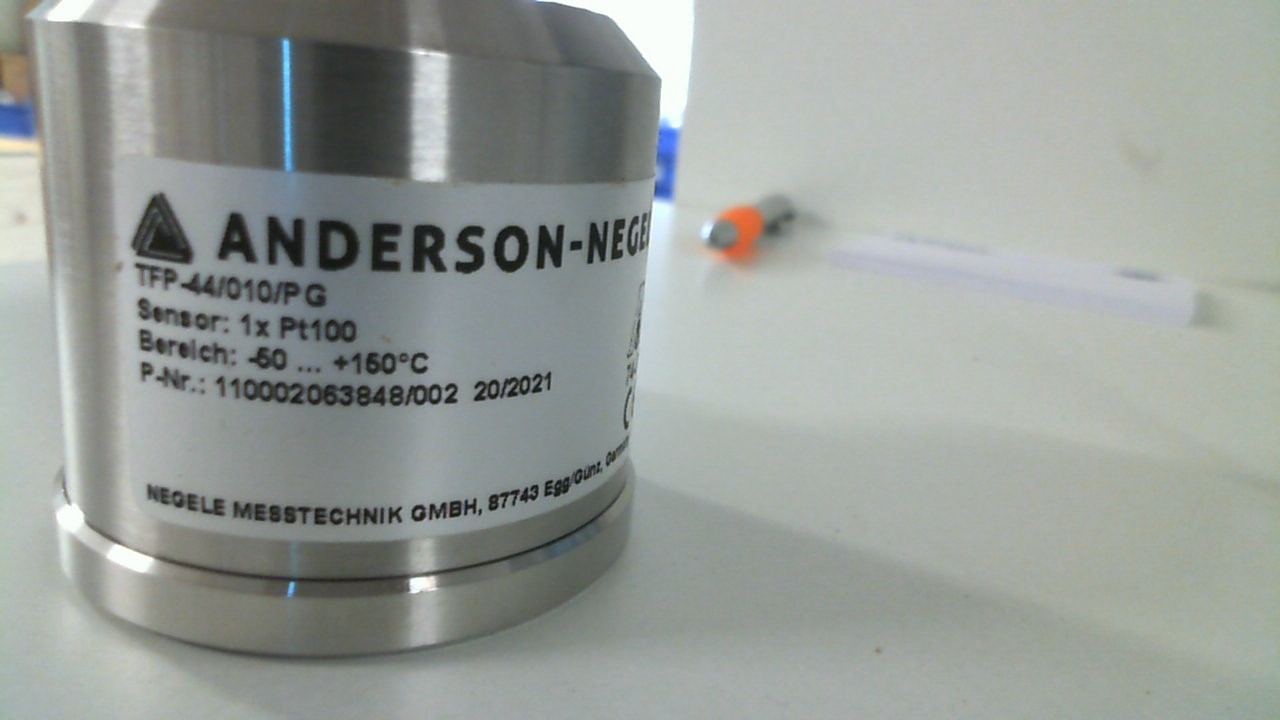 ANDERSON-NEGE
TFP-44/010/PG
Sensor: 1x Pt100
Bereich: -50 ... +150°C
P-Nr.: 110002063848/002 20/2021
NEGELE MESSTECHNIK GMBH, 87743 Egg/Günz,